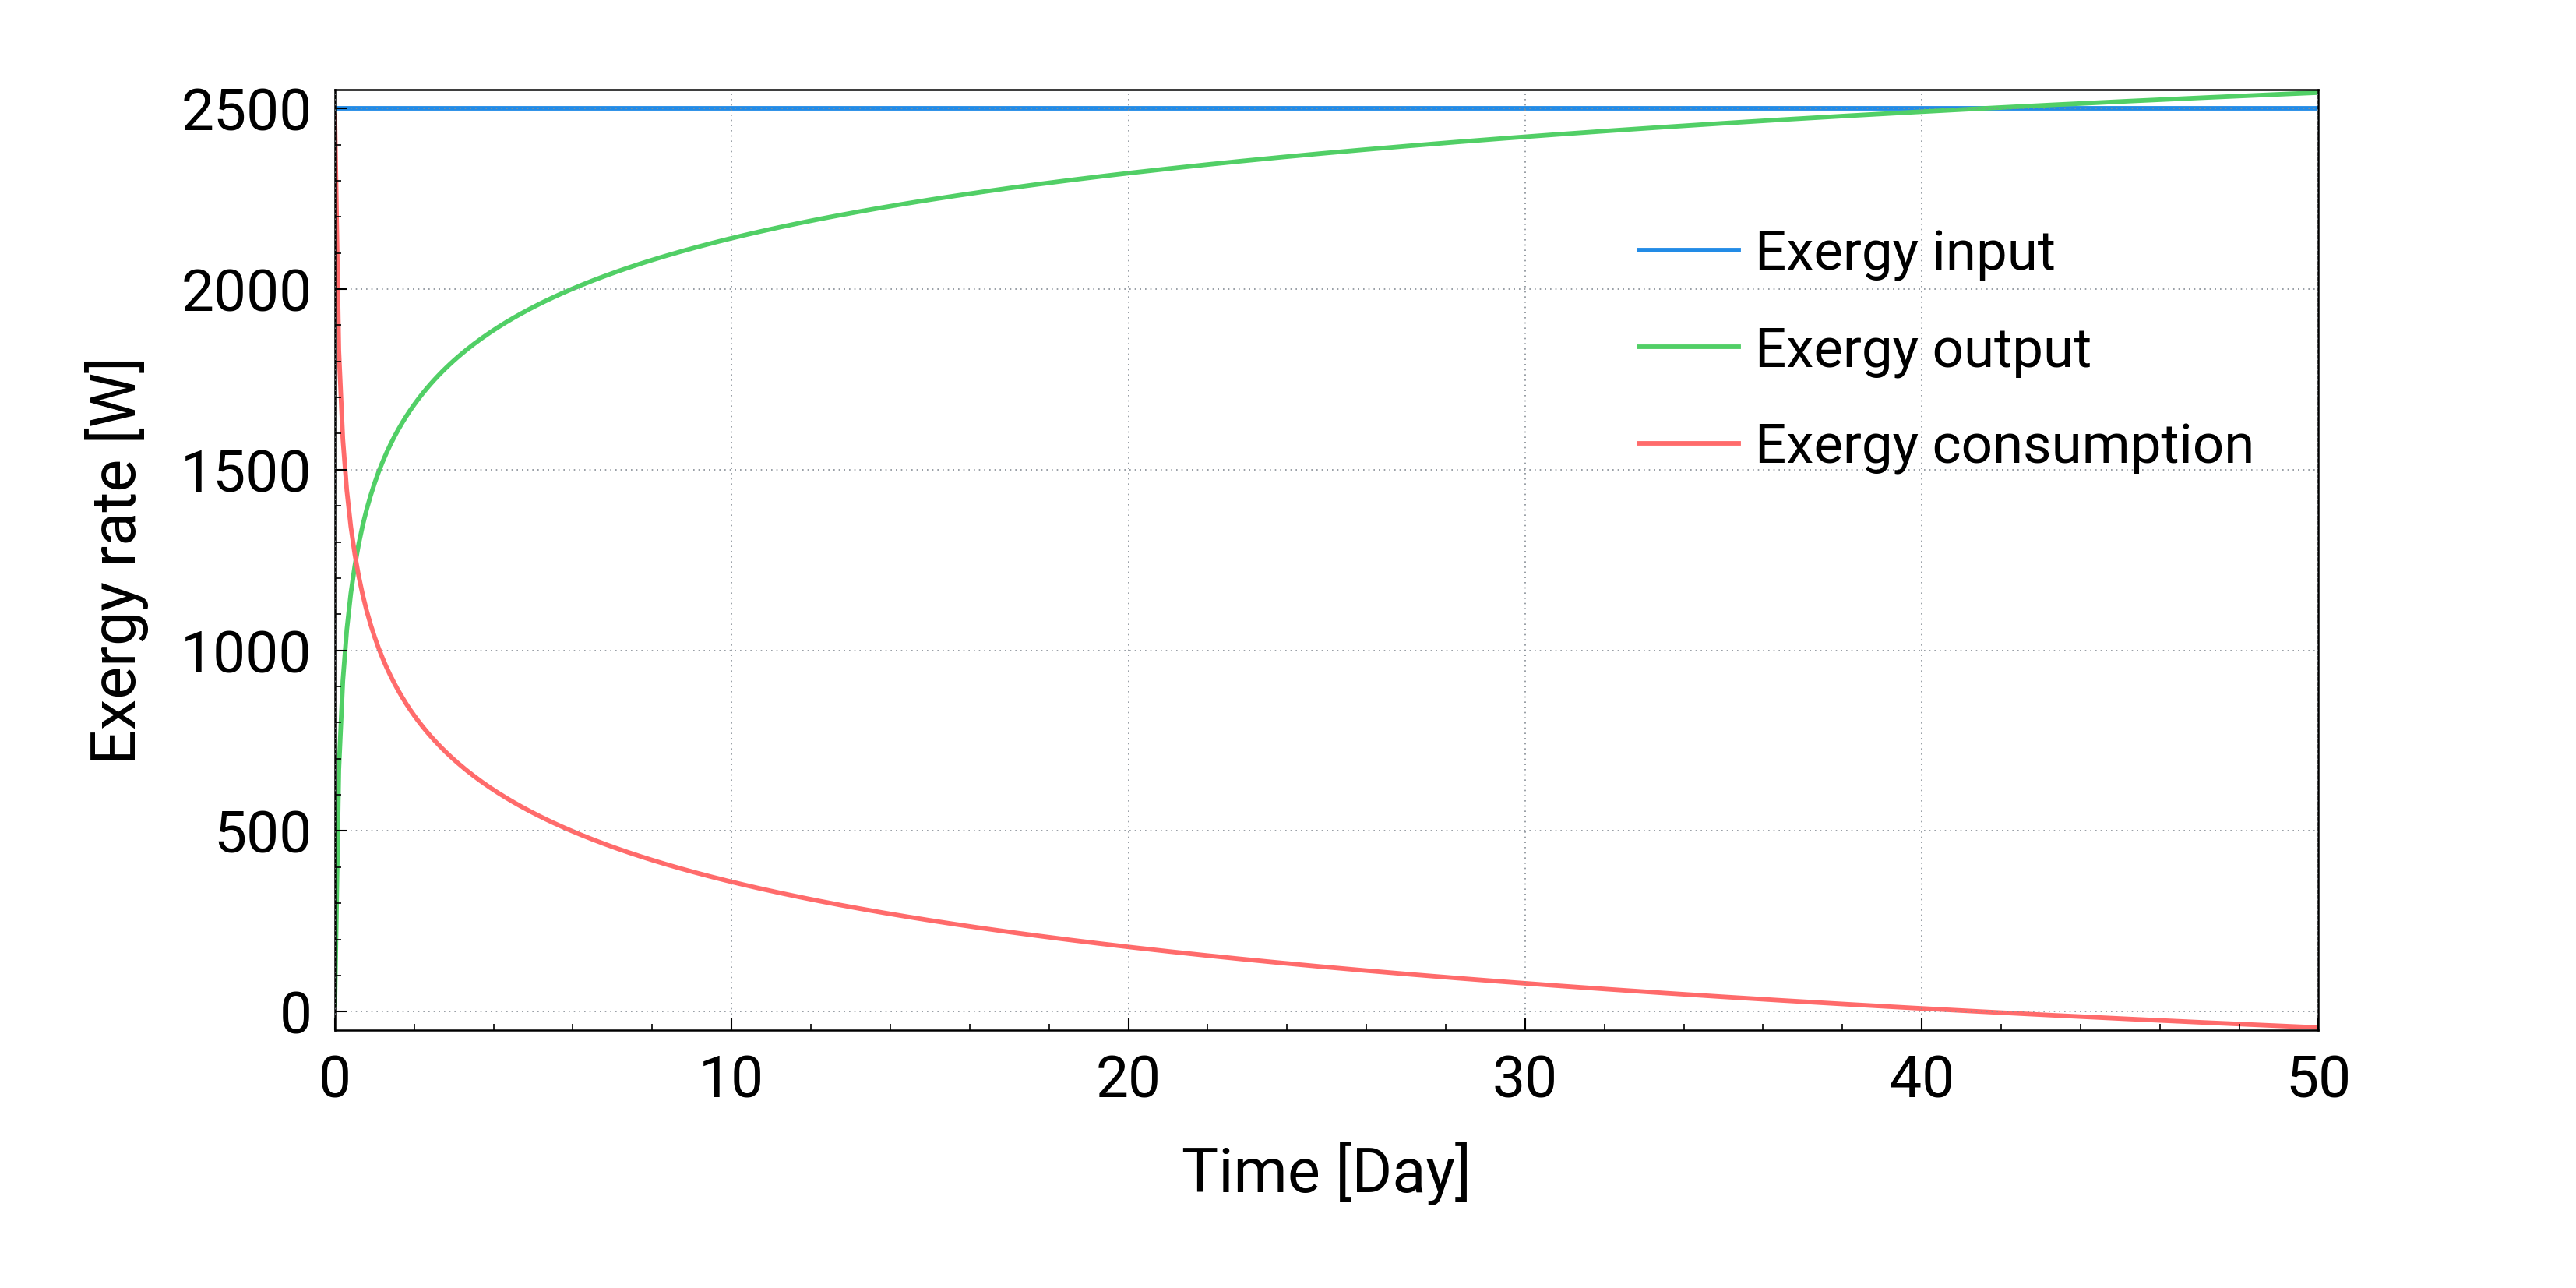 2500
2000
1500
1000
500
0
Exergy rate [W]
Exergy input
Exergy output
Exergy consumption
0 10 20 30 40 50
Time [Day]